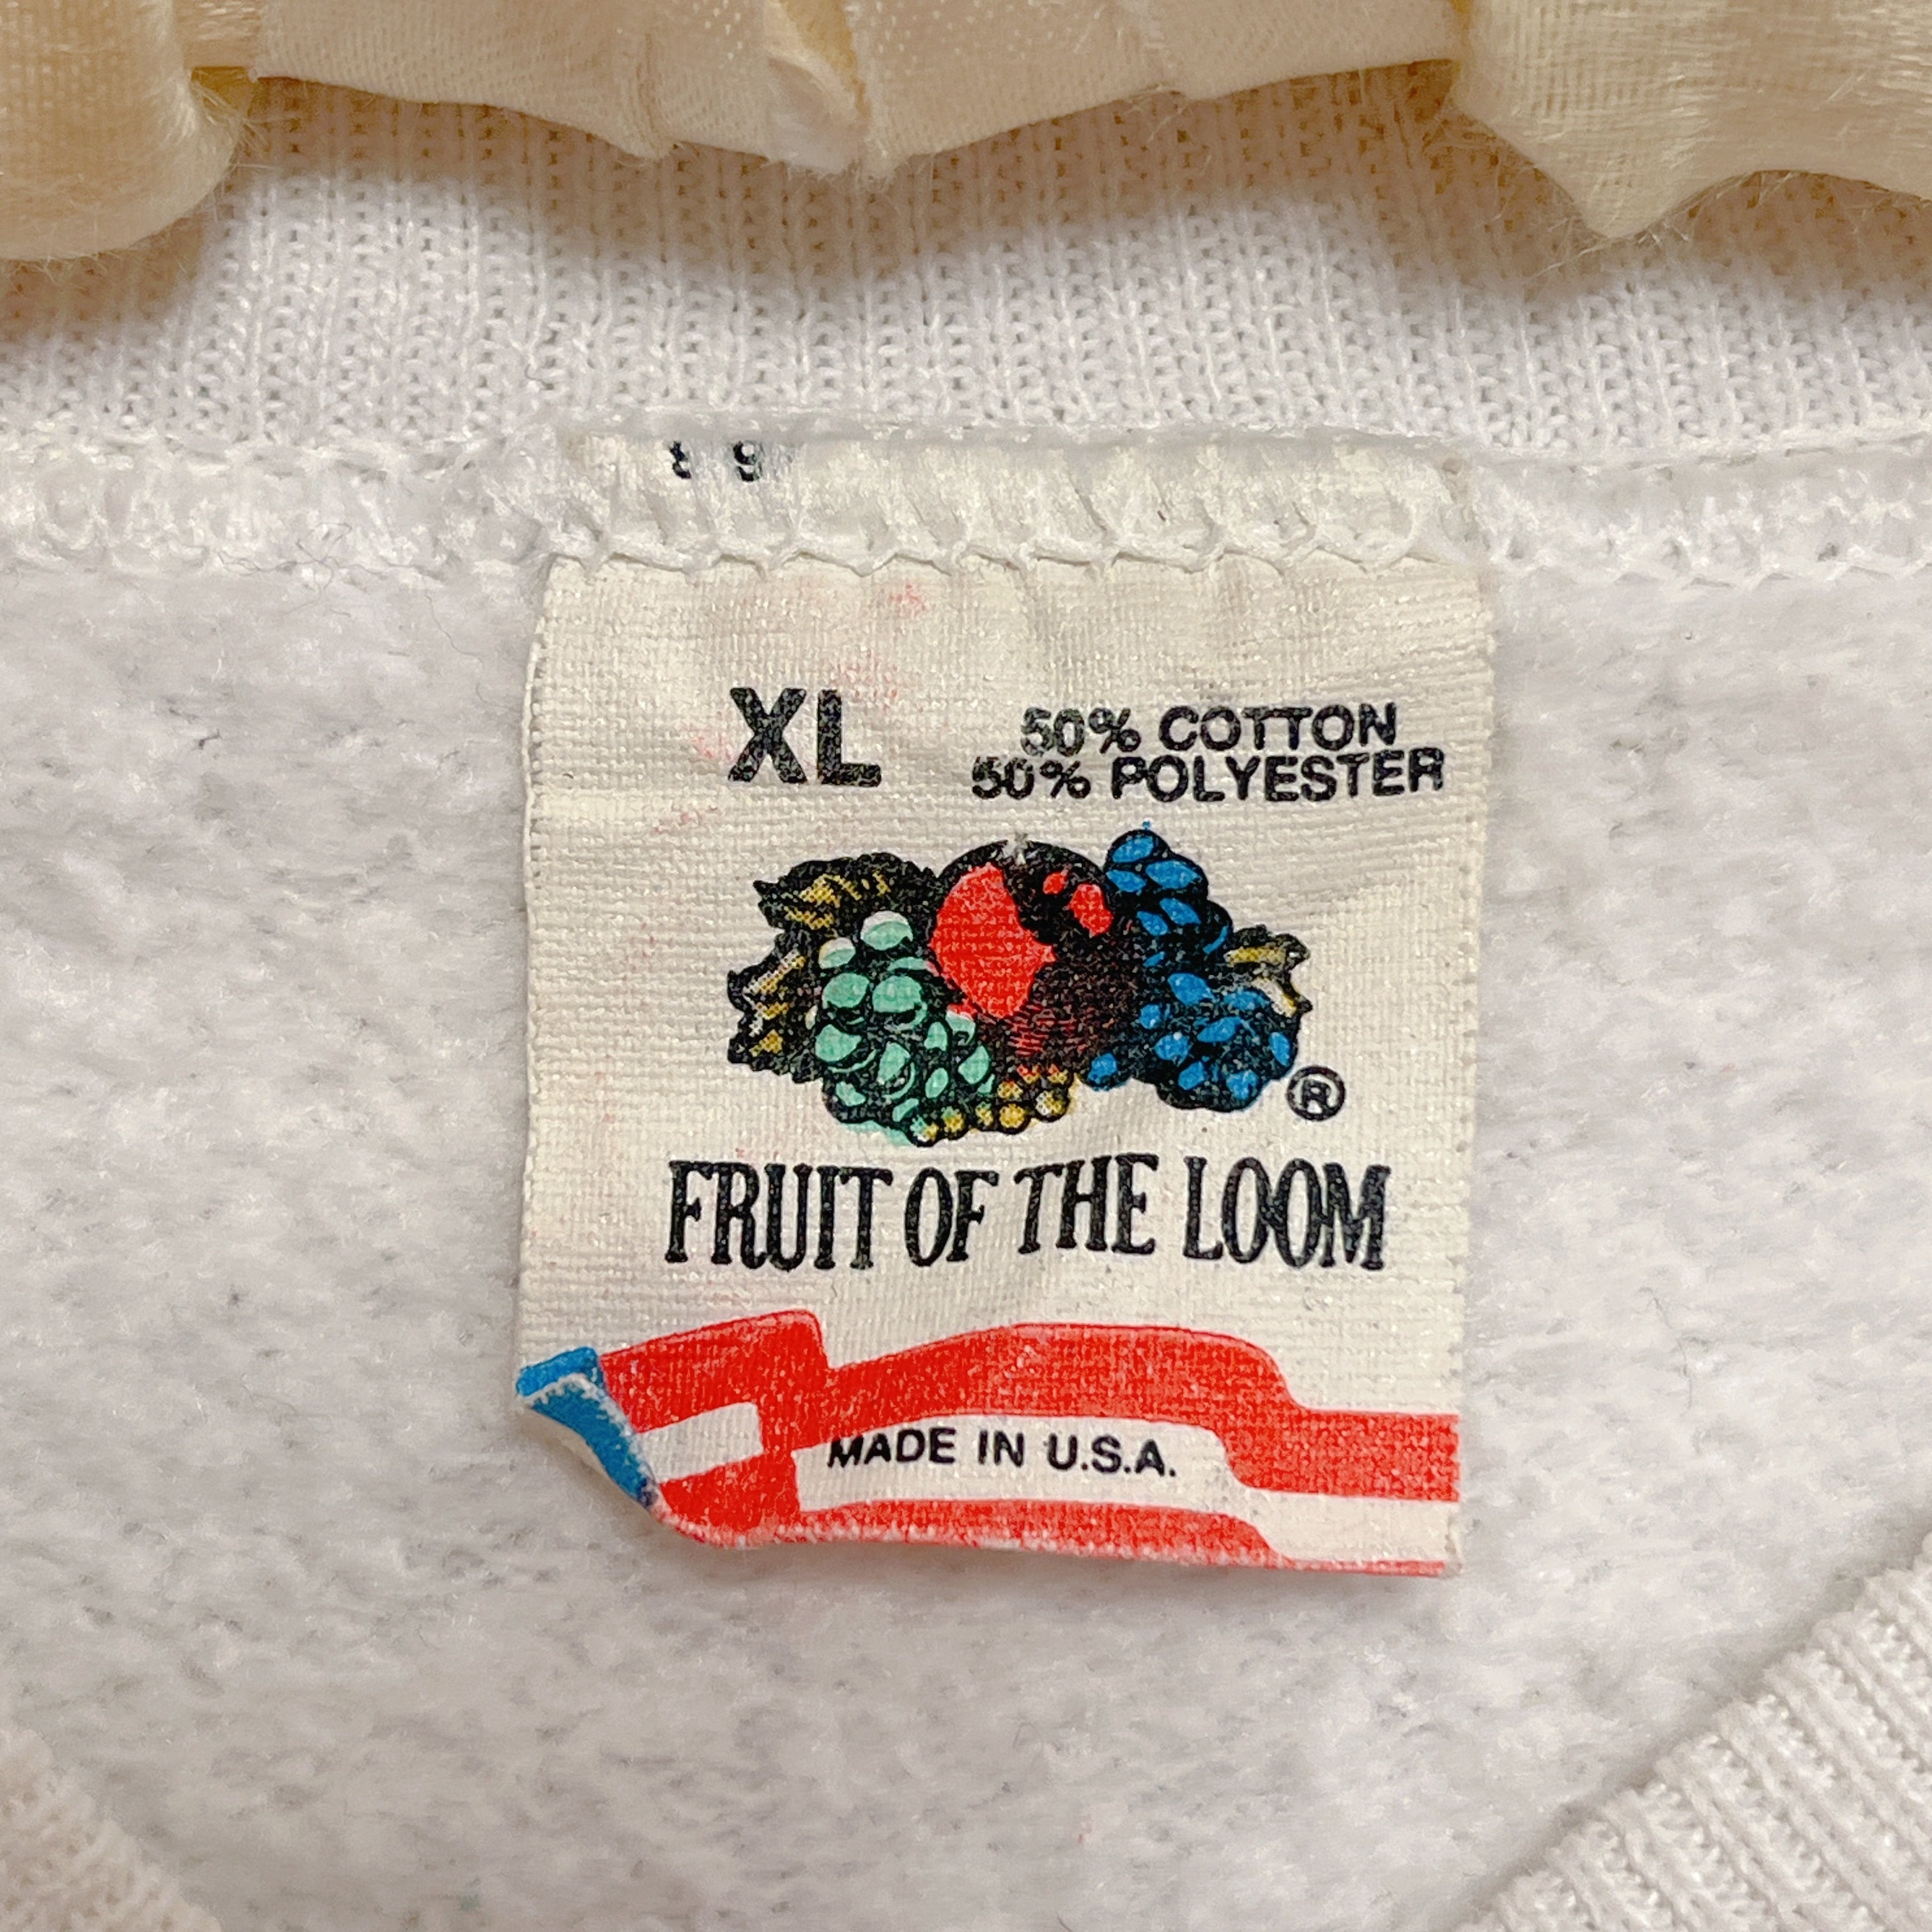 XL
50% COTTON
50% POLYESTER
®
FRUIT OF THE LOOM
MADE IN U.S.A.